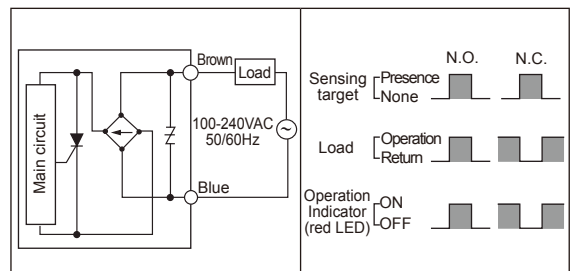 Main circuit
Brown
Load
100-240VAC
50/60Hz
Blue
N.O. N.C.
Sensing target
Presence
None
Load
Operation
Return
Operation
Indicator
(red LED)
ON
OFF